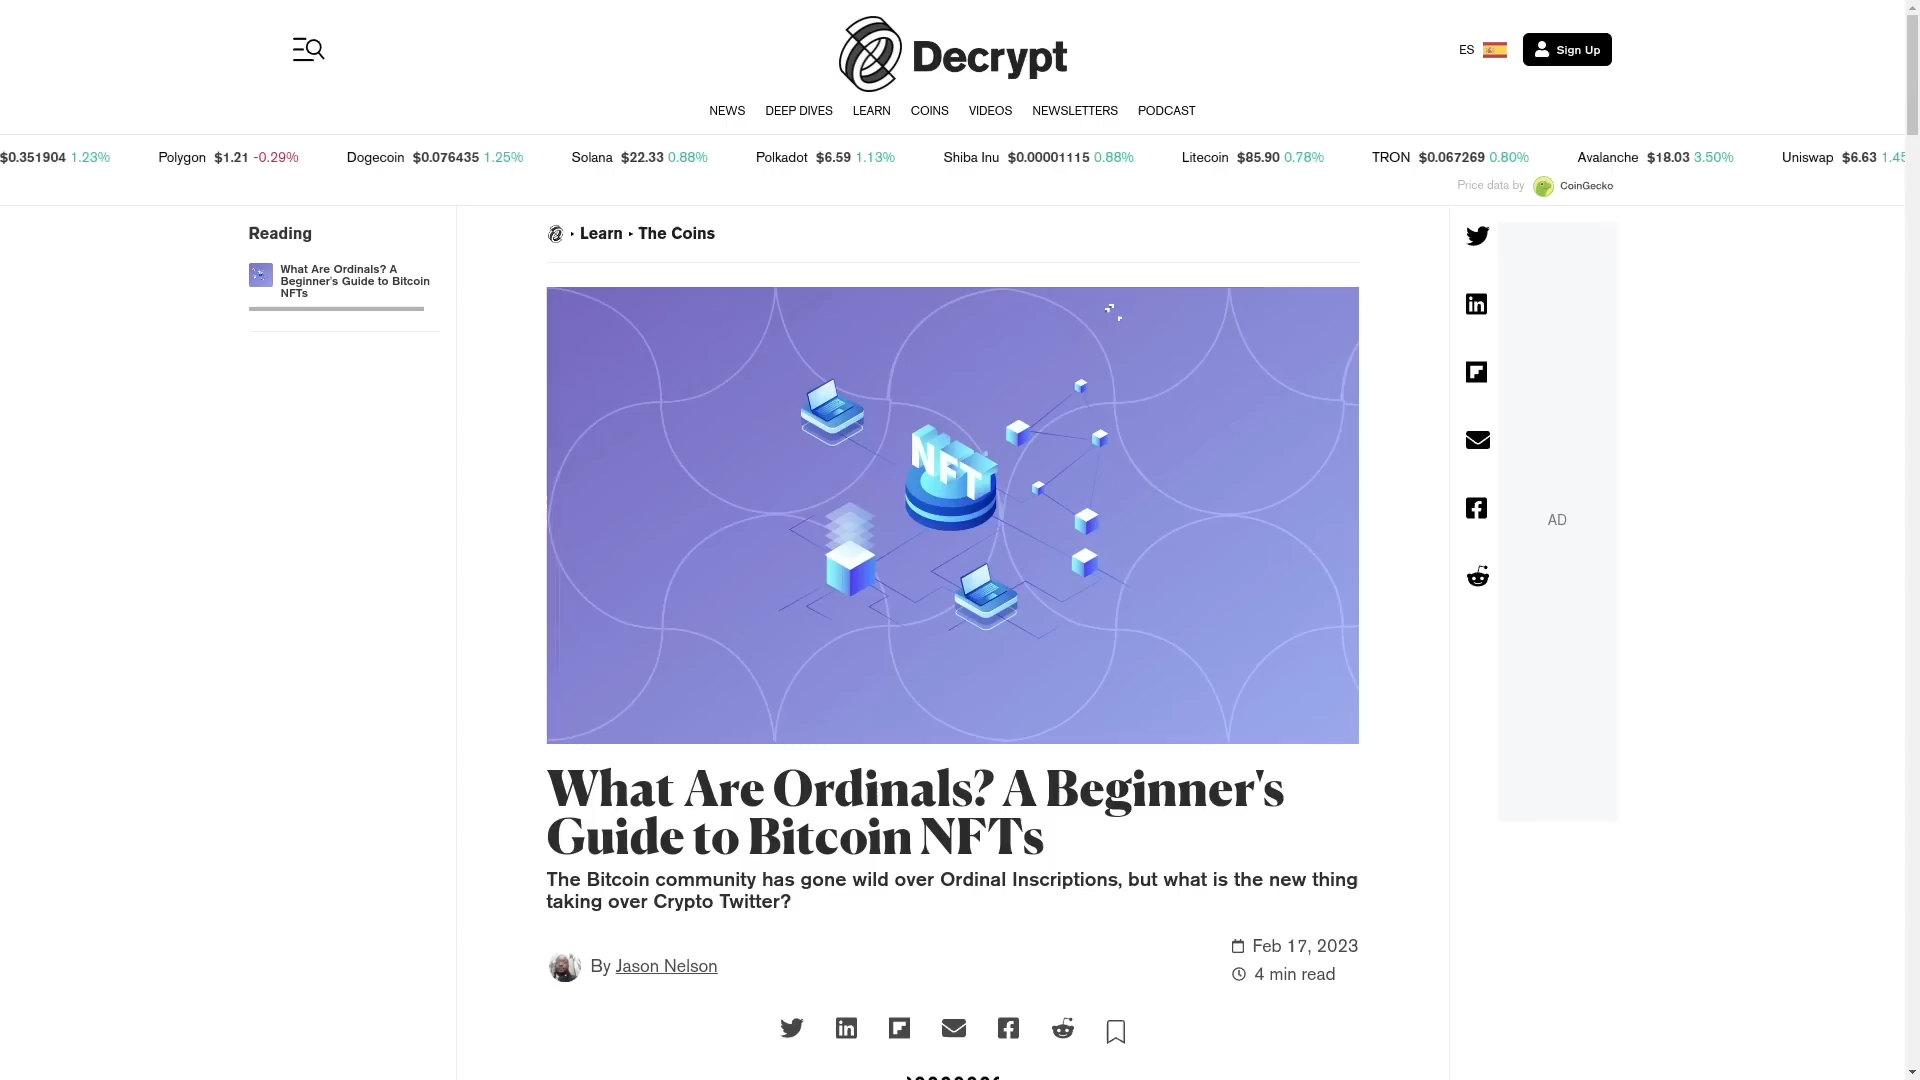 Decrypt
ES
Sign Up
NEWS DEEP DIVES LEARN COINS VIDEOS NEWSLETTERS PODCAST
$0.351904 1.23% Polygon $1.21 -0.29% Dogecoin $0.076435 1.25% Solana $22.33 0.88% Polkadot $6.59 1.13% Shiba Inu $0.00001115 0.88% Litecoin $85.90 0.78% TRON $0.067269 0.80% Avalanche $18.03 3.50% Uniswap $6.63
Price data by CoinGecko
Reading
What Are Ordinals? A
Beginner's Guide to Bitcoin
NFTs
Learn ‣ The Coins
NFT
AD
What Are Ordinals? A Beginner's
Guide to Bitcoin NFTs
The Bitcoin community has gone wild over Ordinal Inscriptions, but what is the new thing
taking over Crypto Twitter?
By Jason Nelson
Feb 17, 2023
4 min read